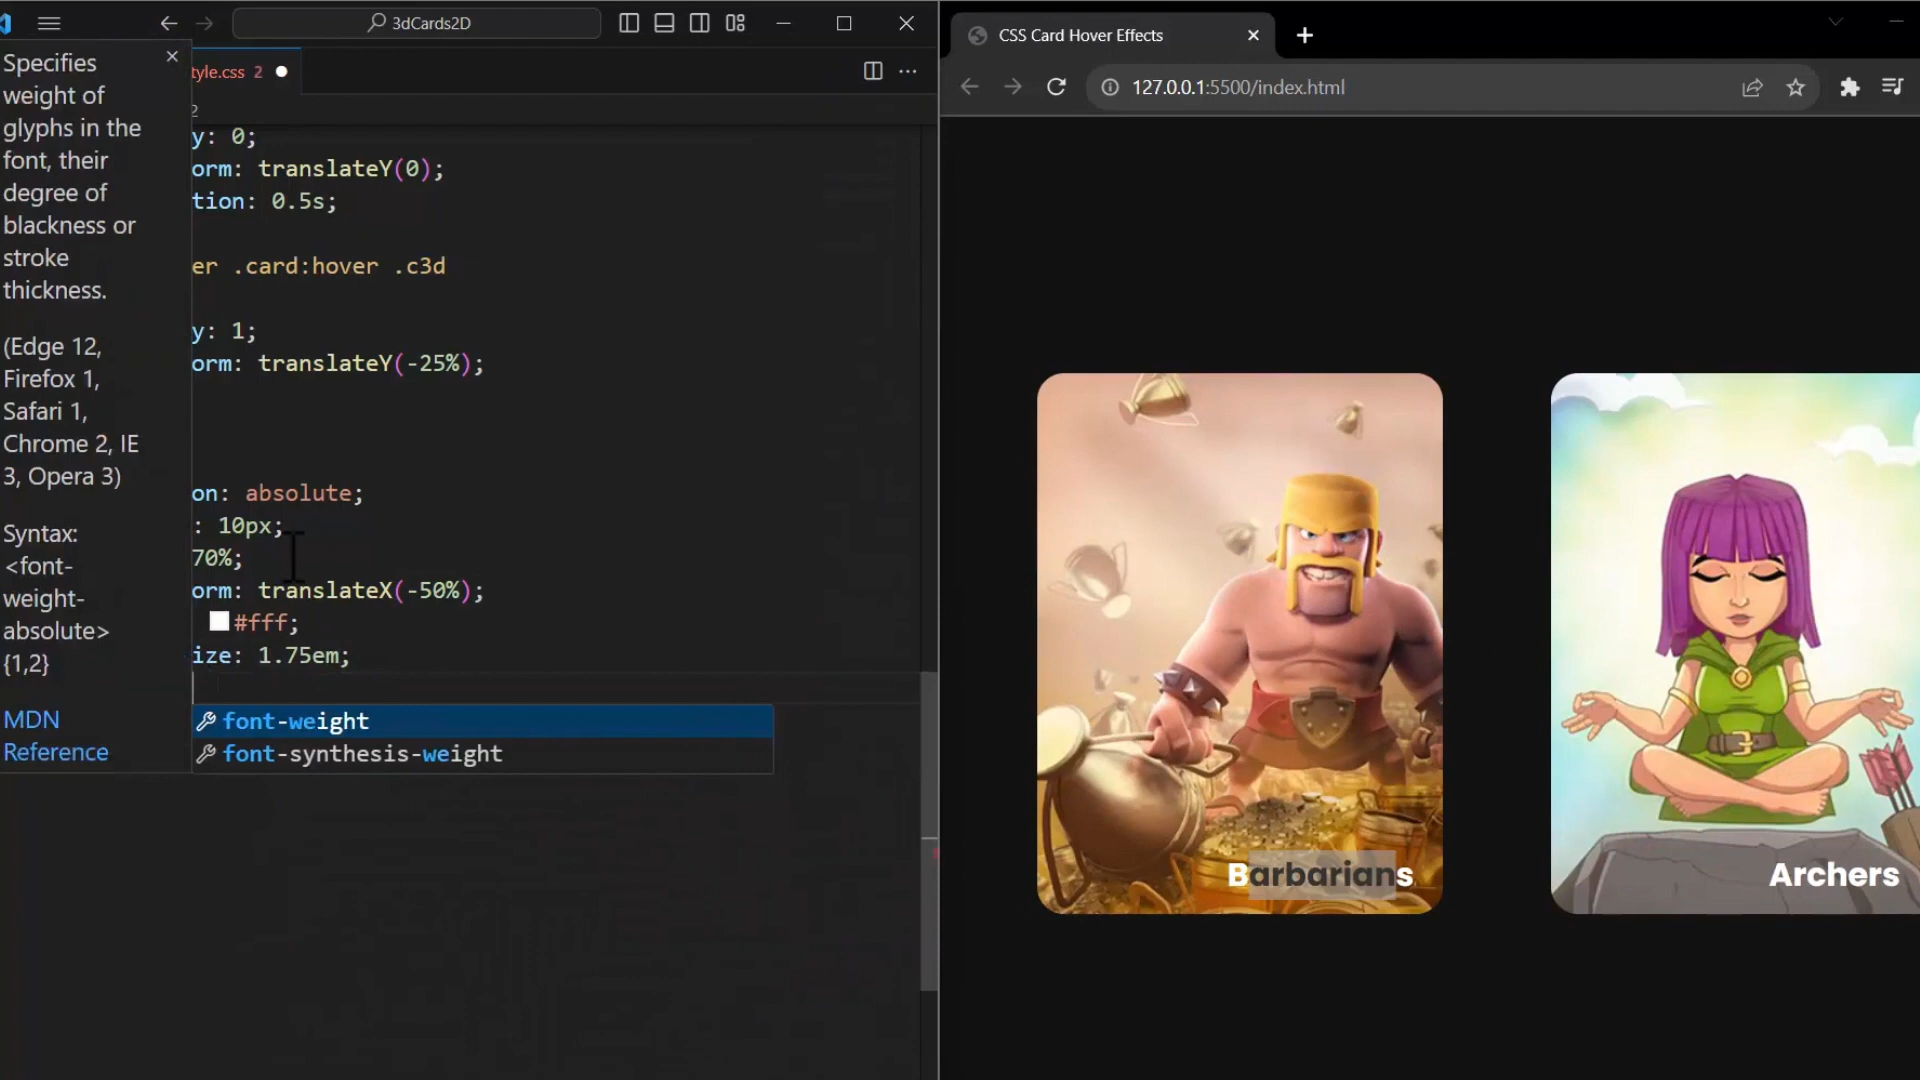 3dCards2D
Specifies
weight of
glyphs in the
font, their
degree of
blackness or
stroke
thickness.
(Edge 12,
Firefox 1,
Safari 1,
Chrome 2, IE
3, Opera 3)
Syntax:
<font-
weight-
absolute>
{1,2}
MDN
Reference
tyle.css 2
2
y: 0;
orm: translateY(0);
tion: 0.5s;
er .card:hover .c3d
y: 1;
orm: translateY(-25%);
on: absolute;
: 10px;
70%;
orm: translateX(-50%);
#fff;
ize: 1.75em;
font-weight
font-synthesis-weight
CSS Card Hover Effects
127.0.0.1:5500/index.html
Barbarians
Archers